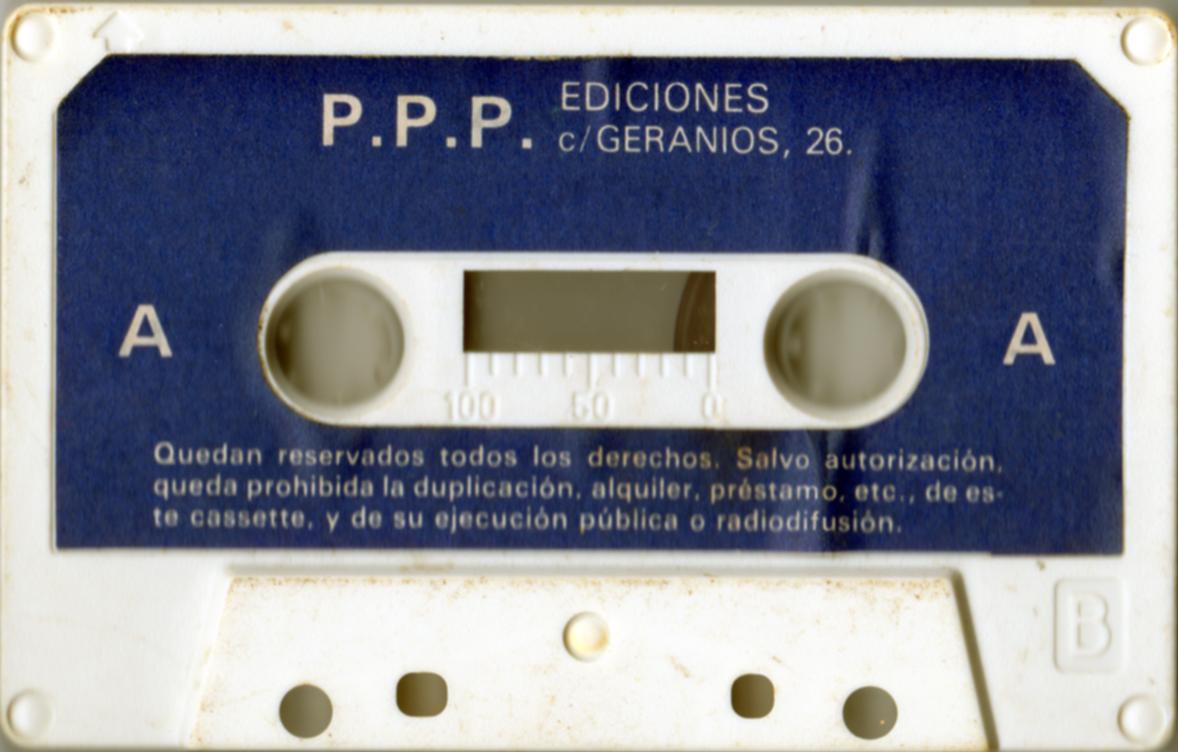 P.P.P. EDICIONES
c/GERANIOS, 26.
A A
100 50 0
Quedan reservados todos los derechos. Salvo autorización,
queda prohibida la duplicación, alquiler, préstamo, etc., de es-
te cassette, y de su ejecución pública o radiodifusión.
B